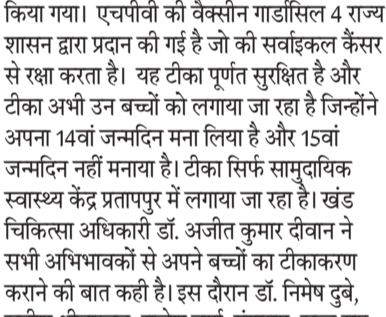 किया गया। एचपीवी की वैक्सीन गार्डासिल 4 राज्य
शासन द्वारा प्रदान की गई है जो की सर्वाइकल कैंसर
से रक्षा करता है। यह टीका पूर्णत सुरक्षित है और
टीका अभी उन बच्चों को लगाया जा रहा है जिन्होंने
अपना 14वां जन्मदिन मना लिया है और 15वां
जन्मदिन नहीं मनाया है। टीका सिर्फ सामुदायिक
स्वास्थ्य केंद्र प्रतापपुर में लगाया जा रहा है। खंड
चिकित्सा अधिकारी डॉ. अजीत कुमार दीवान ने
सभी अभिभावकों से अपने बच्चों का टीकाकरण
कराने की बात कही है। इस दौरान डॉ. निमेष दुबे,